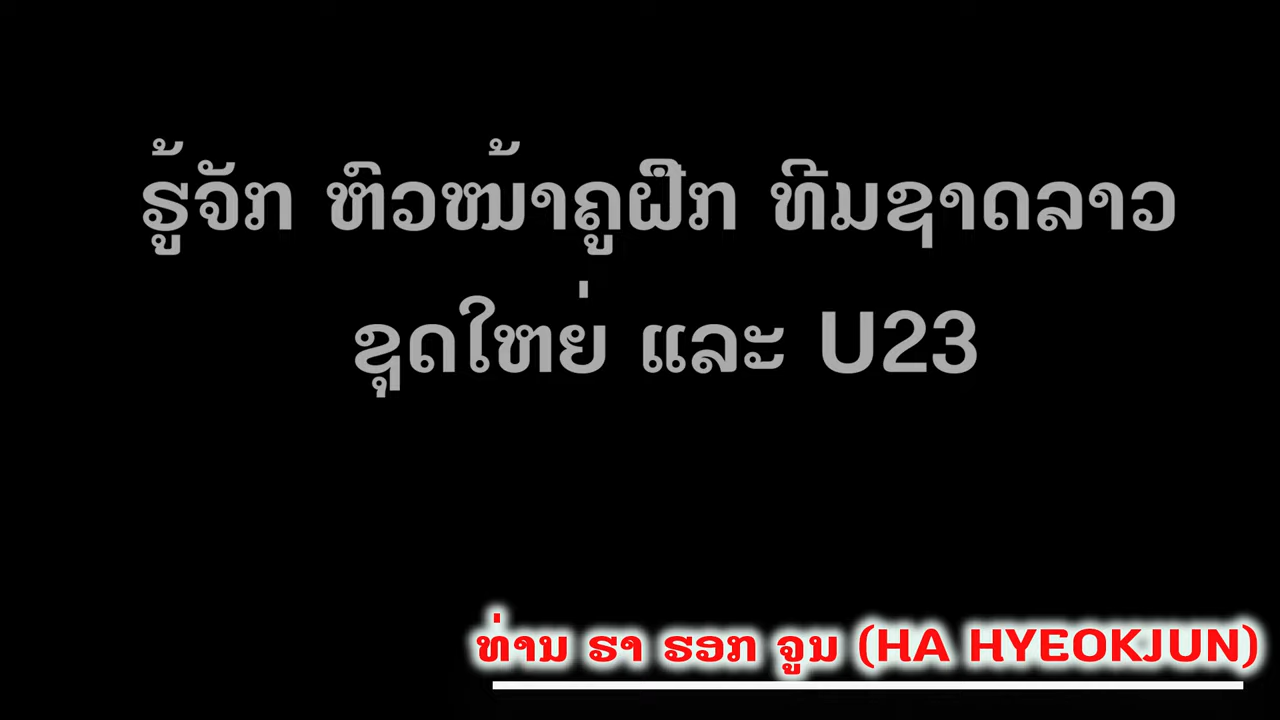 ຮູ້ຈັກ ຫົວໜ້າຄູຝຶກ ທີມຊາດລາວ
ຊຸດໃຫຍ່ ແລະ U23
ທ່ານ ຮາ ຮອກ ຈູນ (HA HYEOKJUN)